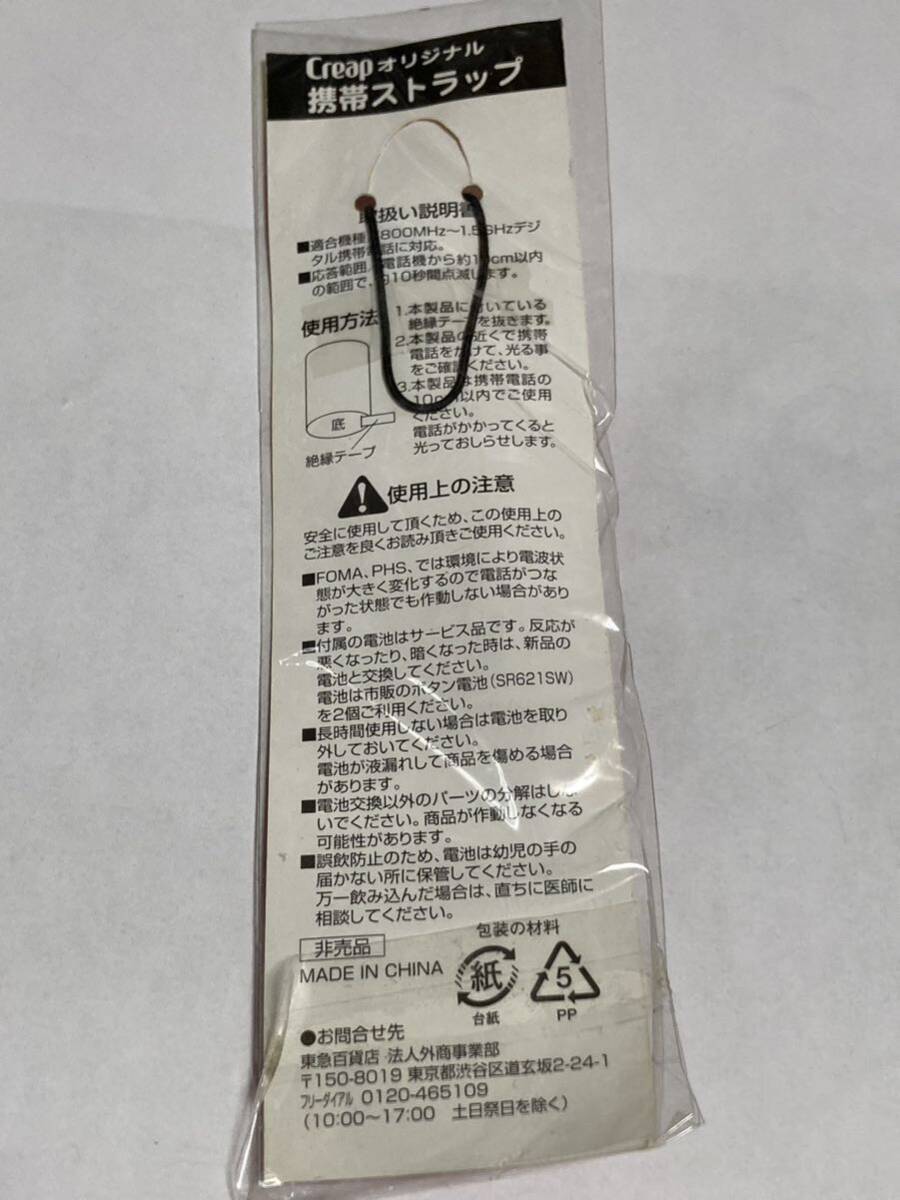 Creapオリジナル
携帯ストラップ
取扱い説明書
■適合機種 800MHz〜1.5GHzデジ
タル携帯電話に対応。
■応答範囲 電話機から約10cm以内
の範囲で、約10秒間点滅します。
使用方法
底
絶縁テープ
1.本製品に付いている
絶縁テープを抜きます。
2.本製品の近くで携帯
電話をかけて、光る事
をご確認ください。
3.本製品は携帯電話の
10cm以内でご使用
ください。
電話がかかってくると
光っておしらせします。
使用上の注意
安全に使用して頂くため、この使用上の
ご注意を良くお読み頂きご使用ください。
■FOMA、PHS、では環境により電波状
態が大きく変化するので電話がつな
がった状態でも作動しない場合があり
ます。
■付属の電池はサービス品です。反応が
悪くなったり、暗くなった時は、新品の
電池と交換してください。
電池は市販のボタン電池(SR621SW)
を2個ご利用ください。
■長時間使用しない場合は電池を取り
外しておいてください。
電池が液漏れして商品を傷める場合
があります。
■電池交換以外のパーツの分解はしな
いでください。商品が作動しなくなる
可能性があります。
■誤飲防止のため、電池は幼児の手の
届かない所に保管してください。
万一飲み込んだ場合は、直ちに医師に
相談してください。
非売品
MADE IN CHINA
包装の材料
紙
台紙
5
PP
●お問合せ先
東急百貨店 法人外商事業部
〒150-8019 東京都渋谷区道玄坂2-24-1
フリーダイアル 0120-465109
(10:00〜17:00 土日祭日を除く)